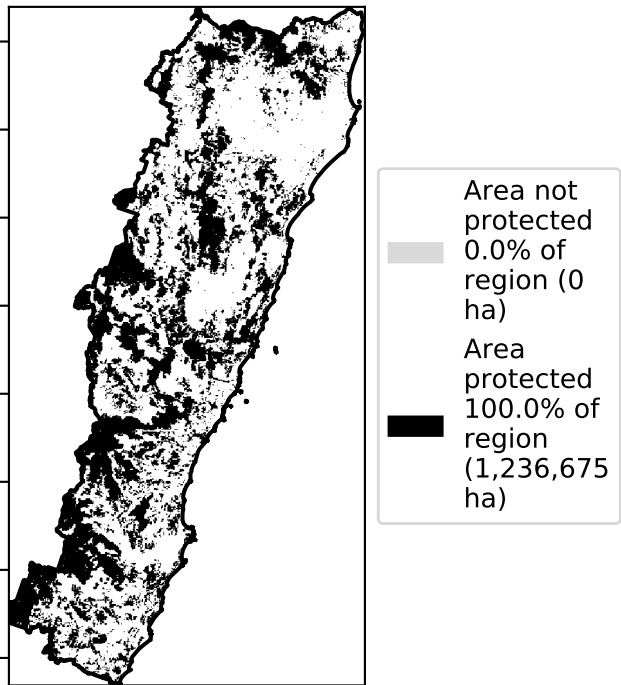 Area not
protected
0.0% of
region (0
ha)
Area
protected
100.0% of
region
(1,236,675
ha)